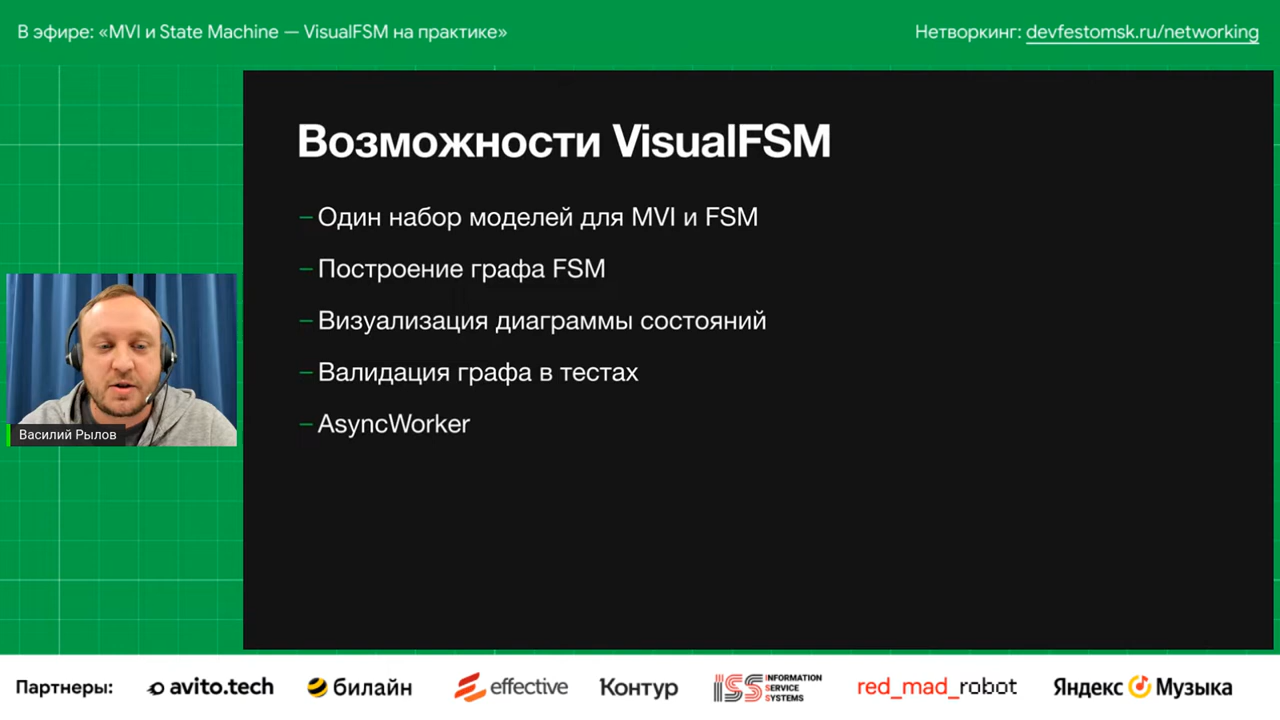 В эфире: «MVI и State Machine — VisualFSM на практике»
Нетворкинг: devfestomsk.ru/networking
Возможности VisualFSM
– Один набор моделей для MVI и FSM
– Построение графа FSM
– Визуализация диаграммы состояний
– Валидация графа в тестах
– AsyncWorker
Василий Рылов
Партнеры:
avito.tech
билайн
effective
Контур
ISS INFORMATION
SERVICE
SYSTEMS
red_mad_robot
Яндекс Музыка